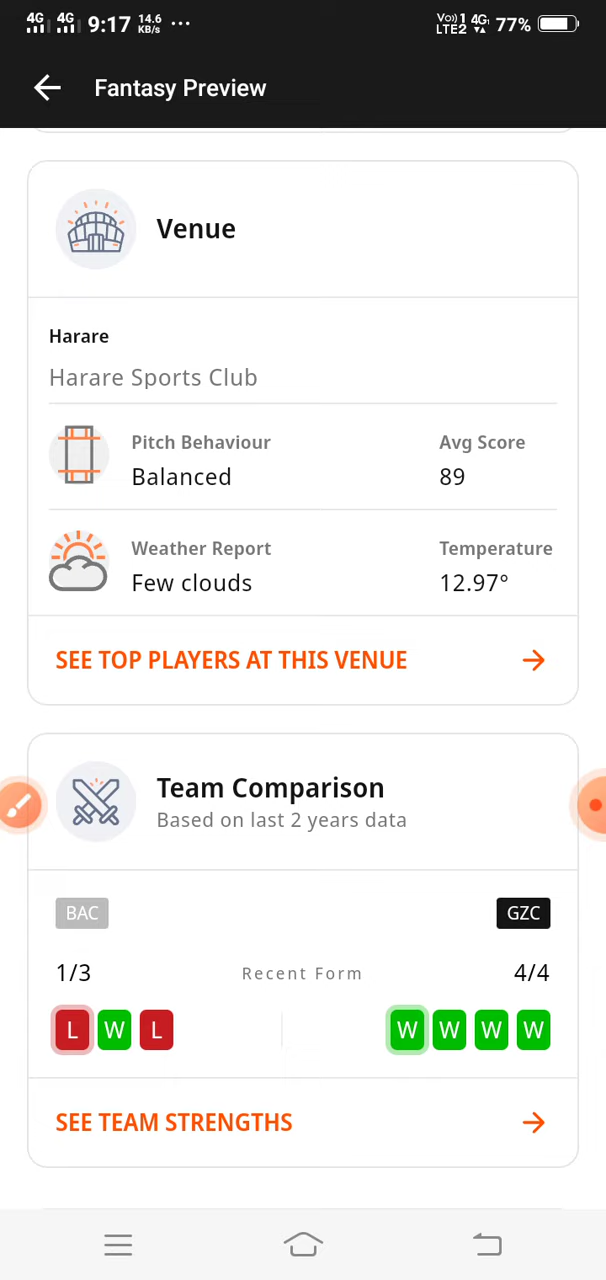 4G 4G 9:17 14.6 KB/s ... Vo) 1 LTE2 4G 77%
Fantasy Preview
Venue
Harare
Harare Sports Club
Pitch Behaviour Avg Score
Balanced 89
Weather Report Temperature
Few clouds 12.97°
SEE TOP PLAYERS AT THIS VENUE
Team Comparison
Based on last 2 years data
BAC GZC
1/3 Recent Form 4/4
L W L W W W W
SEE TEAM STRENGTHS